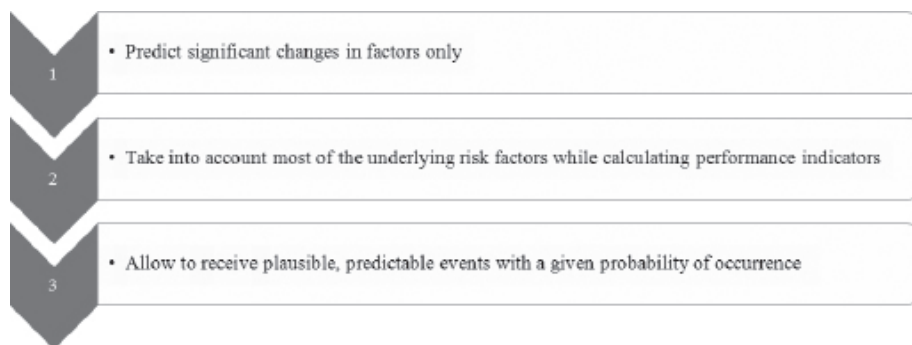 1
• Predict significant changes in factors only
2
• Take into account most of the underlying risk factors while calculating performance indicators
3
• Allow to receive plausible, predictable events with a given probability of occurrence